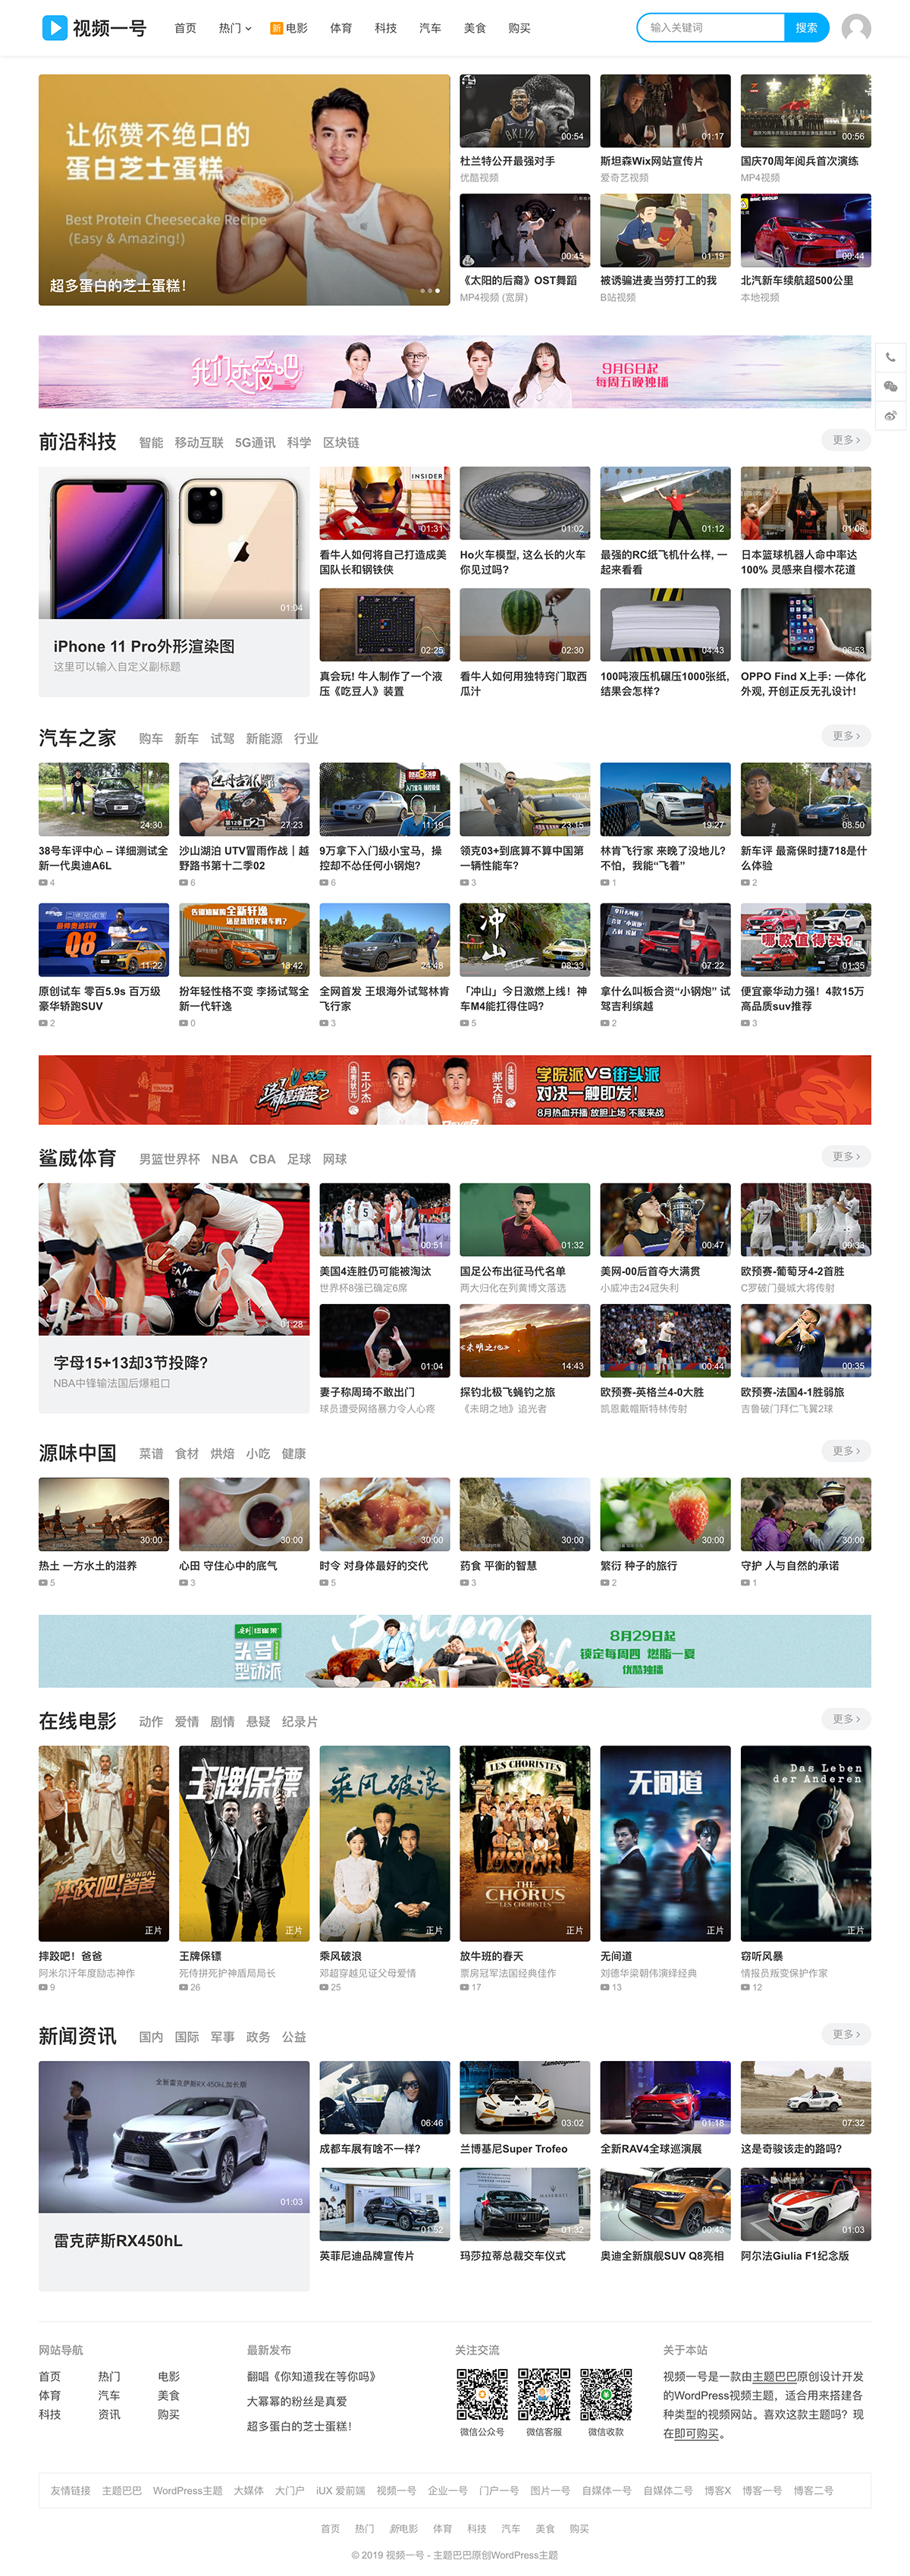 视频一号
首页 热门 新 电影 体育 科技 汽车 美食 购买
输入关键词 搜索
让你赞不绝口的
蛋白芝士蛋糕
Best Protein Cheesecake Recipe
(Easy & Amazing!)
超多蛋白的芝士蛋糕!
00:54 01:17 00:56
杜兰特公开最强对手 斯坦森Wix网站宣传片 国庆70周年阅兵首次演练
优酷视频 爱奇艺视频 MP4视频
00:45 01:19 00:44
《太阳的后裔》OST舞蹈 被诱骗进麦当劳打工的我 北汽新车续航超500公里
MP4视频 (宽屏) B站视频 本地视频
我们恋爱吧
9月6日起
每周五晚独播
前沿科技 智能 移动互联 5G通讯 科学 区块链 更多 >
INSIDER
01:04 01:31 01:02 01:12 01:06
看牛人如何将自己打造成美国队长和钢铁侠
Ho火车模型, 这么长的火车你见过吗?
最强的RC纸飞机什么样, 一起来看看
日本篮球机器人命中率达100% 灵感来自樱木花道
iPhone 11 Pro外形渲染图
这里可以输入自定义副标题
02:25 02:30 04:43 06:53
真会玩! 牛人制作了一个液压《吃豆人》装置
看牛人如何用独特窍门取西瓜汁
100吨液压机碾压1000张纸, 结果会怎样?
OPPO Find X上手: 一体化外观, 开创正反无孔设计!
汽车之家 购车 新车 试驾 新能源 行业 更多 >
24:30 27:23 11:19 23:15 19:27 08:50
38号车评中心 – 详细测试全新一代奥迪A6L
沙山湖泊 UTV冒雨作战｜越野路书第十二季02
9万拿下入门级小宝马，操控却不怂任何小钢炮?
领克03+到底算不算中国第一辆性能车?
林肯飞行家 来晚了没地儿?不怕，我能“飞着”
新车评 最斋保时捷718是什么体验
4 6 6 3 1 2
Q8
11:22 13:42 24:48 08:33 07:22 01:35
冲山
哪款值得买?
原创试车 零百5.9s 百万级豪华轿跑SUV
扮年轻性格不变 李扬试驾全新一代轩逸
全网首发 王垠海外试驾林肯飞行家
「冲山」今日激燃上线！神车M4能扛得住吗?
拿什么叫板合资“小钢炮” 试驾吉利缤越
便宜豪华动力强！4款15万高品质suv推荐
2 0 3 5 2 3
王少杰
郝天佶
学院派VS街头派
对决一触即发!
8月热血开播 放胆上场 不服来战
鲨威体育 男篮世界杯 NBA CBA 足球 网球 更多 >
01:28 00:51 01:32 00:47 00:33
美国4连胜仍可能被淘汰 国足公布出征马代名单 美网-00后首夺大满贯 欧预赛-葡萄牙4-2首胜
世界杯8强已确定6席 两大归化在列黄博文落选 小威冲击24冠失利 C罗破门曼城大将传射
字母15+13却3节投降?
NBA中锋输法国后爆粗口
《未明之地》
01:04 14:43 00:44 00:35
妻子称周琦不敢出门 探钓北极飞蝇钓之旅 欧预赛-英格兰4-0大胜 欧预赛-法国4-1胜弱旅
球员遭受网络暴力令人心疼 《未明之地》追光者 凯恩戴帽斯特林传射 吉鲁破门拜仁飞翼2球
源味中国 菜谱 食材 烘焙 小吃 健康 更多 >
30:00 30:00 30:00 30:00 30:00 30:00
热土 一方水土的滋养 心田 守住心中的底气 时令 对身体最好的交代 药食 平衡的智慧 繁衍 种子的旅行 守护 人与自然的承诺
5 3 5 3 2 1
头号
型动派
8月29日起
锁定每周四 燃脂一夏
优酷独播
在线电影 动作 爱情 剧情 悬疑 纪录片 更多 >
摔跤吧!爸爸
DANGAL
王牌保镖
乘风破浪
LES CHORISTES
THE CHORUS
LES CHORISTES
无间道
Das Leben der Anderen
正片 正片 正片 正片 正片 正片
摔跤吧！爸爸 王牌保镖 乘风破浪 放牛班的春天 无间道 窃听风暴
阿米尔汗年度励志神作 死侍拼死护神盾局局长 邓超穿越见证父母爱情 票房冠军法国经典佳作 刘德华梁朝伟演绎经典 情报员叛变保护作家
9 26 25 17 13 12
新闻资讯 国内 国际 军事 政务 公益 更多 >
全新雷克萨斯RX 450hL加长版
01:03 06:46 03:02 01:18 07:32
成都车展有啥不一样? 兰博基尼Super Trofeo 全新RAV4全球巡演展 这是奇骏该走的路吗?
雷克萨斯RX450hL
MASERATI
01:52 01:32 00:43 01:03
英菲尼迪品牌宣传片 玛莎拉蒂总裁交车仪式 奥迪全新旗舰SUV Q8亮相 阿尔法Giulia F1纪念版
网站导航 最新发布 关注交流 关于本站
首页 热门 电影
体育 汽车 美食
科技 资讯 购买
翻唱《你知道我在等你吗》
大幂幂的粉丝是真爱
超多蛋白的芝士蛋糕！
微信公众号 微信客服 微信收款
视频一号是一款由主题巴巴原创设计开发
的WordPress视频主题，适合用来搭建各
种类型的视频网站。喜欢这款主题吗？现
在即可购买。
友情链接 主题巴巴 WordPress主题 大媒体 大门户 iUX 爱前端 视频一号 企业一号 门户一号 图片一号 自媒体一号 自媒体二号 博客X 博客一号 博客二号
首页 热门 新电影 体育 科技 汽车 美食 购买
© 2019 视频一号 - 主题巴巴原创WordPress主题